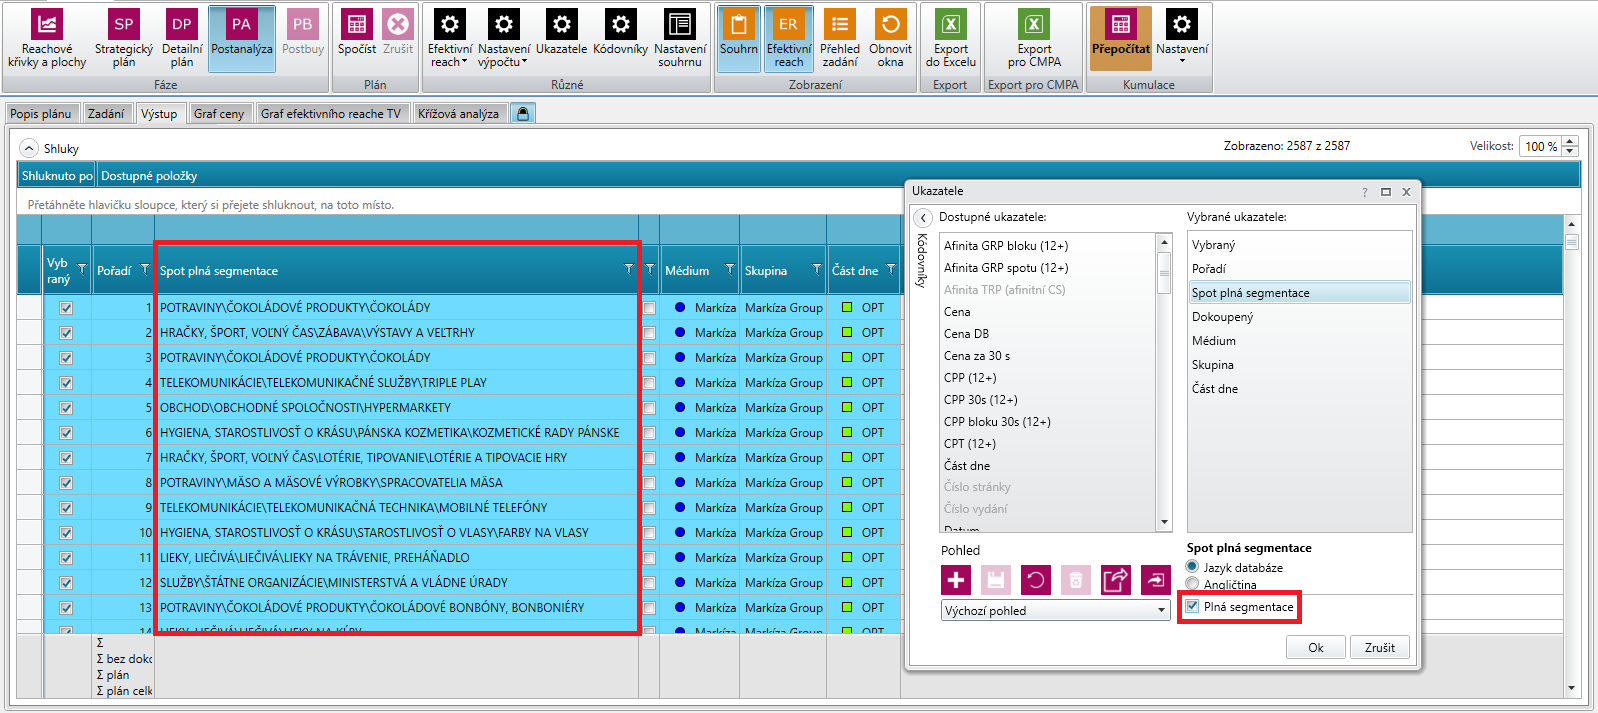 SP DP PA PB ER
Reachové křivky a plochy
Strategický plán
Detailní plán
Postanalýza
Postbuy
Spočíst
Zrušit
Efektivní reach
Nastavení výpočtu
Ukazatele
Kódovníky
Nastavení souhrnu
Souhrn
Efektivní reach
Přehled zadání
Obnovit okna
Export do Excelu
Export pro CMPA
Přepočítat
Nastavení
Fáze Plán Různé Zobrazení Export Export pro CMPA Kumulace
Popis plánu Zadání Výstup Graf ceny Graf efektivního reache TV Křížová analýza
Shluky Zobrazeno: 2587 z 2587 Velikost: 100 %
Shluknuto po Dostupné položky
Přetáhněte hlavičku sloupce, který si přejete shluknout, na toto místo.
Vyb raný Pořadí Spot plná segmentace Médium Skupina Část dne
1 POTRAVINY\ČOKOLÁDOVÉ PRODUKTY\ČOKOLÁDY Markíza Markíza Group OPT
2 HRAČKY, ŠPORT, VOĽNÝ ČAS\ZÁBAVA\VÝSTAVY A VEĽTRHY Markíza Markíza Group OPT
3 POTRAVINY\ČOKOLÁDOVÉ PRODUKTY\ČOKOLÁDY Markíza Markíza Group OPT
4 TELEKOMUNIKÁCIE\TELEKOMUNIKAČNÉ SLUŽBY\TRIPLE PLAY Markíza Markíza Group OPT
5 OBCHOD\OBCHODNÉ SPOLOČNOSTI\HYPERMARKETY Markíza Markíza Group OPT
6 HYGIENA, STAROSTLIVOSŤ O KRÁSU\PÁNSKA KOZMETIKA\KOZMETICKÉ RADY PÁNSKE Markíza Markíza Group OPT
7 HRAČKY, ŠPORT, VOĽNÝ ČAS\LOTÉRIE, TIPOVANIE\LOTÉRIE A TIPOVACIE HRY Markíza Markíza Group OPT
8 POTRAVINY\MÄSO A MÄSOVÉ VÝROBKY\SPRACOVATELIA MÄSA Markíza Markíza Group OPT
9 TELEKOMUNIKÁCIE\TELEKOMUNIKAČNÁ TECHNIKA\MOBILNÉ TELEFÓNY Markíza Markíza Group OPT
10 HYGIENA, STAROSTLIVOSŤ O KRÁSU\STAROSTLIVOSŤ O VLASY\FARBY NA VLASY Markíza Markíza Group OPT
11 LIEKY, LIEČIVÁ\LIEČIVÁ\LIEKY NA TRÁVENIE, PREHÁŇADLO Markíza Markíza Group OPT
12 SLUŽBY\ŠTÁTNE ORGANIZÁCIE\MINISTERSTVÁ A VLÁDNE ÚRADY Markíza Markíza Group OPT
13 POTRAVINY\ČOKOLÁDOVÉ PRODUKTY\ČOKOLÁDOVÉ BONBÓNY, BONBONIÉRY Markíza Markíza Group OPT
14 Markíza Markíza Group OPT
Σ
Σ bez doko
Σ plán
Σ plán celk
Ukazatele
Kódovníky
Dostupné ukazatele:
Afinita GRP bloku (12+)
Afinita GRP spotu (12+)
Afinita TRP (afinitní CS)
Cena
Cena DB
Cena za 30 s
CPP (12+)
CPP 30s (12+)
CPP bloku 30s (12+)
CPT (12+)
Část dne
Číslo stránky
Číslo vydání
Datum
Pohled
Výchozí pohled
Vybrané ukazatele:
Vybraný
Pořadí
Spot plná segmentace
Dokoupený
Médium
Skupina
Část dne
Spot plná segmentace
Jazyk databáze
Angličtina
Plná segmentace
Ok Zrušit